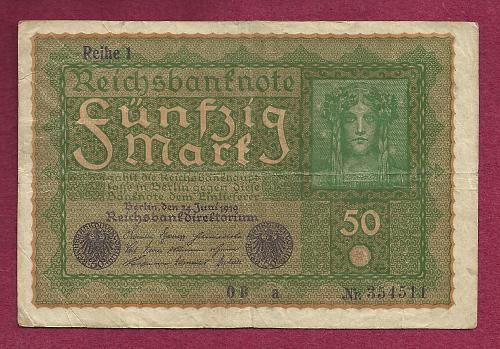 Reihe 1
Reichsbanknote
Fünfzig
Mark
zahlt die Reichsbankhaupt-
kasse in Berlin gegen diese
Banknote dem Einlieferer
Berlin, den 24. Juni 1919
Reichsbankdirektorium
50
a
Nr. 354511